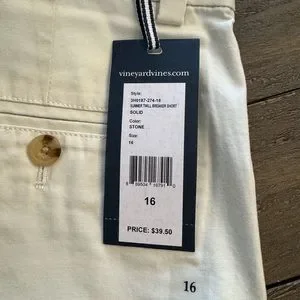 vineyardvines.com
Style:
3H0187-274-16
SUMMER TWILL BREAKER SHORT
SOLID
Color:
STONE
Size:
16
16
PRICE: $39.50
16